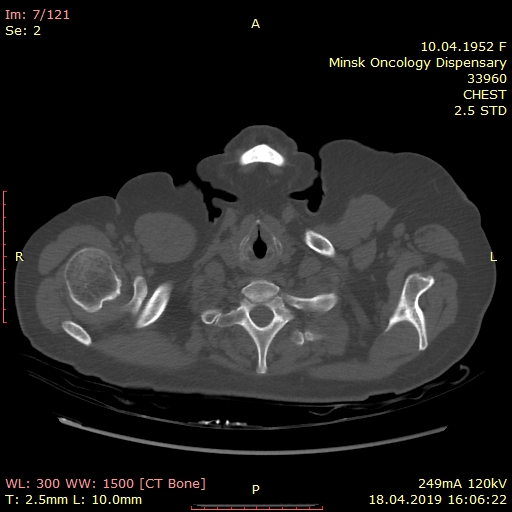 Im: 7/121
Se: 2
A
10.04.1952 F
Minsk Oncology Dispensary
33960
CHEST
2.5 STD
R
L
WL: 300 WW: 1500 [CT Bone]
T: 2.5mm L: 10.0mm
P
249mA 120kV
18.04.2019 16:06:22